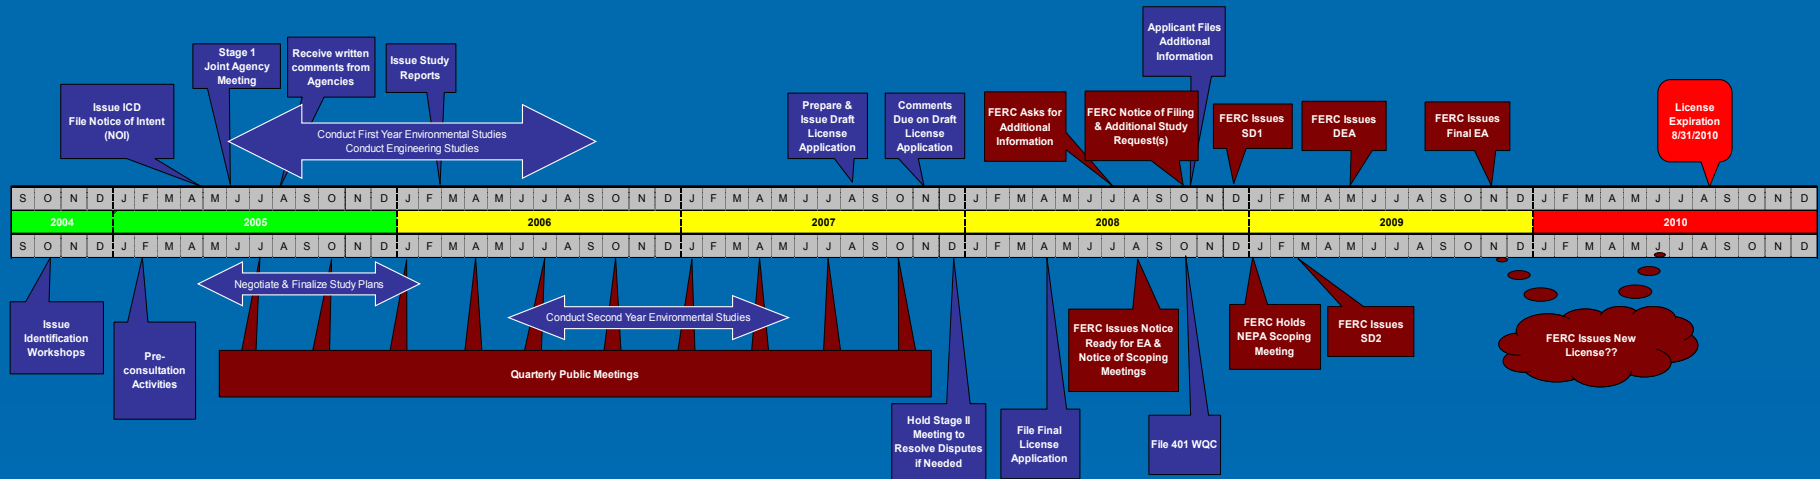 Applicant Files
Additional
Information
Stage 1
Joint Agency
Meeting
Receive written
comments from
Agencies
Issue Study
Reports
Issue ICD
File Notice of Intent
(NOI)
Conduct First Year Environmental Studies
Conduct Engineering Studies
Prepare &
Issue Draft
License
Application
Comments
Due on Draft
License
Application
FERC Asks for
Additional
Information
FERC Notice of Filing
& Additional Study
Request(s)
FERC Issues
SD1
FERC Issues
DEA
FERC Issues
Final EA
License
Expiration
8/31/2010
S O N D J F M A M J J A S O N D J F M A M J J A S O N D J F M A M J J A S O N D J F M A M J J A S O N D J F M A M J J A S O N D J F M A M J J A S O N D
2004 2005 2006 2007 2008 2009 2010
S O N D J F M A M J J A S O N D J F M A M J J A S O N D J F M A M J J A S O N D J F M A M J J A S O N D J F M A M J J A S O N D J F M A M J J A S O N D
Negotiate & Finalize Study Plans
Conduct Second Year Environmental Studies
Issue
Identification
Workshops
Pre-
consultation
Activities
Quarterly Public Meetings
Hold Stage II
Meeting to
Resolve Disputes
if Needed
File Final
License
Application
FERC Issues Notice
Ready for EA &
Notice of Scoping
Meetings
File 401 WQC
FERC Holds
NEPA Scoping
Meeting
FERC Issues
SD2
FERC Issues New
License??